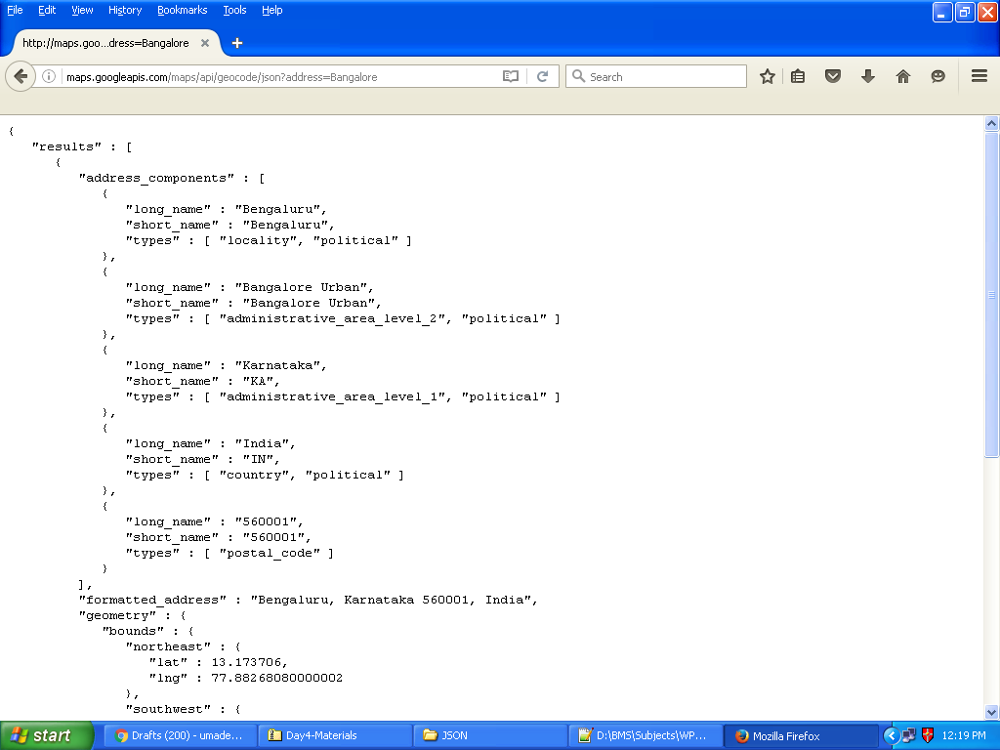 File Edit View History Bookmarks Tools Help
http://maps.goo...dress=Bangalore
maps.googleapis.com/maps/api/geocode/json?address=Bangalore
Search
{
"results" : [
{
"address_components" : [
{
"long_name" : "Bengaluru",
"short_name" : "Bengaluru",
"types" : [ "locality", "political" ]
},
{
"long_name" : "Bangalore Urban",
"short_name" : "Bangalore Urban",
"types" : [ "administrative_area_level_2", "political" ]
},
{
"long_name" : "Karnataka",
"short_name" : "KA",
"types" : [ "administrative_area_level_1", "political" ]
},
{
"long_name" : "India",
"short_name" : "IN",
"types" : [ "country", "political" ]
},
{
"long_name" : "560001",
"short_name" : "560001",
"types" : [ "postal_code" ]
}
],
"formatted_address" : "Bengaluru, Karnataka 560001, India",
"geometry" : {
"bounds" : {
"northeast" : {
"lat" : 13.173706,
"lng" : 77.88268080000002
},
"southwest" : {
start Drafts (200) - umade... Day4-Materials JSON D:\BMS\Subjects\WP... Mozilla Firefox 12:19 PM